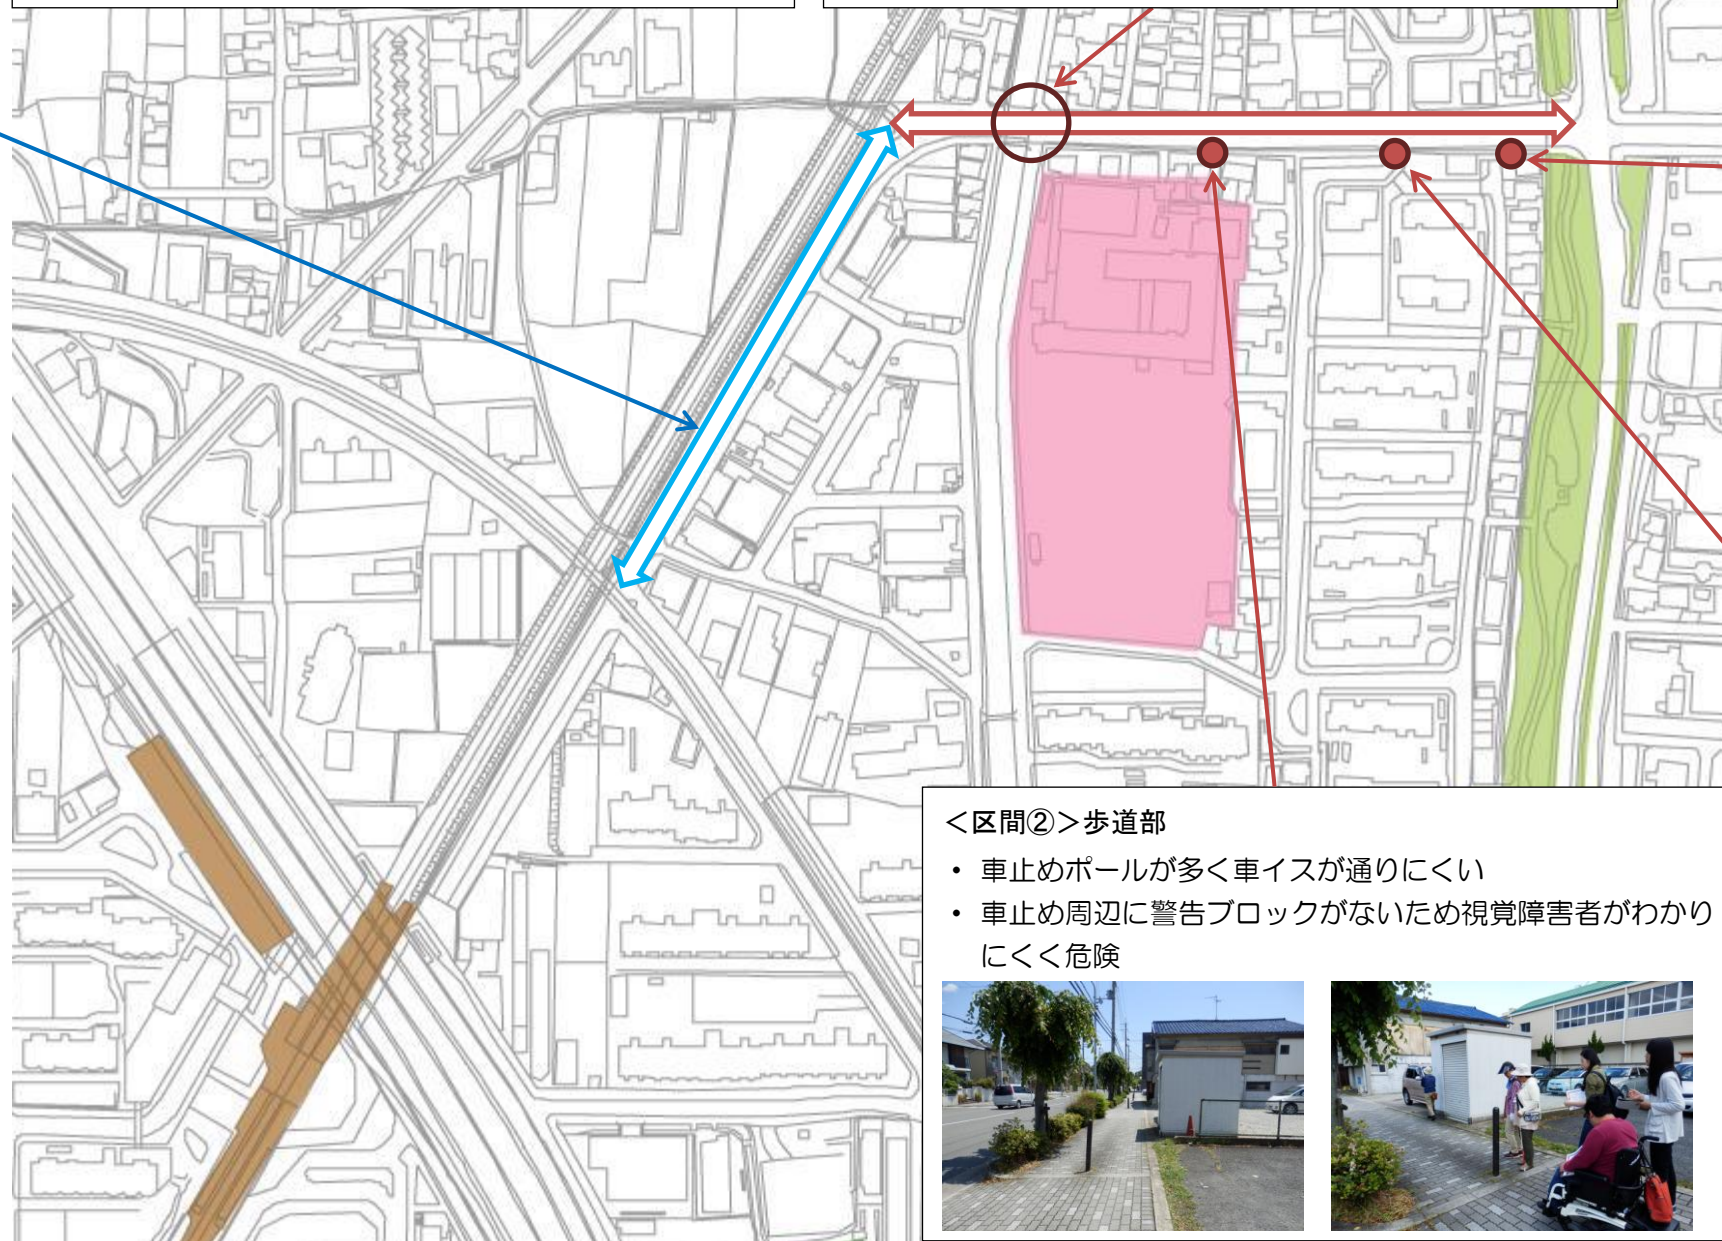 ＜区間②＞歩道部
• 車止めポールが多く車イスが通りにくい
• 車止め周辺に警告ブロックがないため視覚障害者がわかり
にくく危険